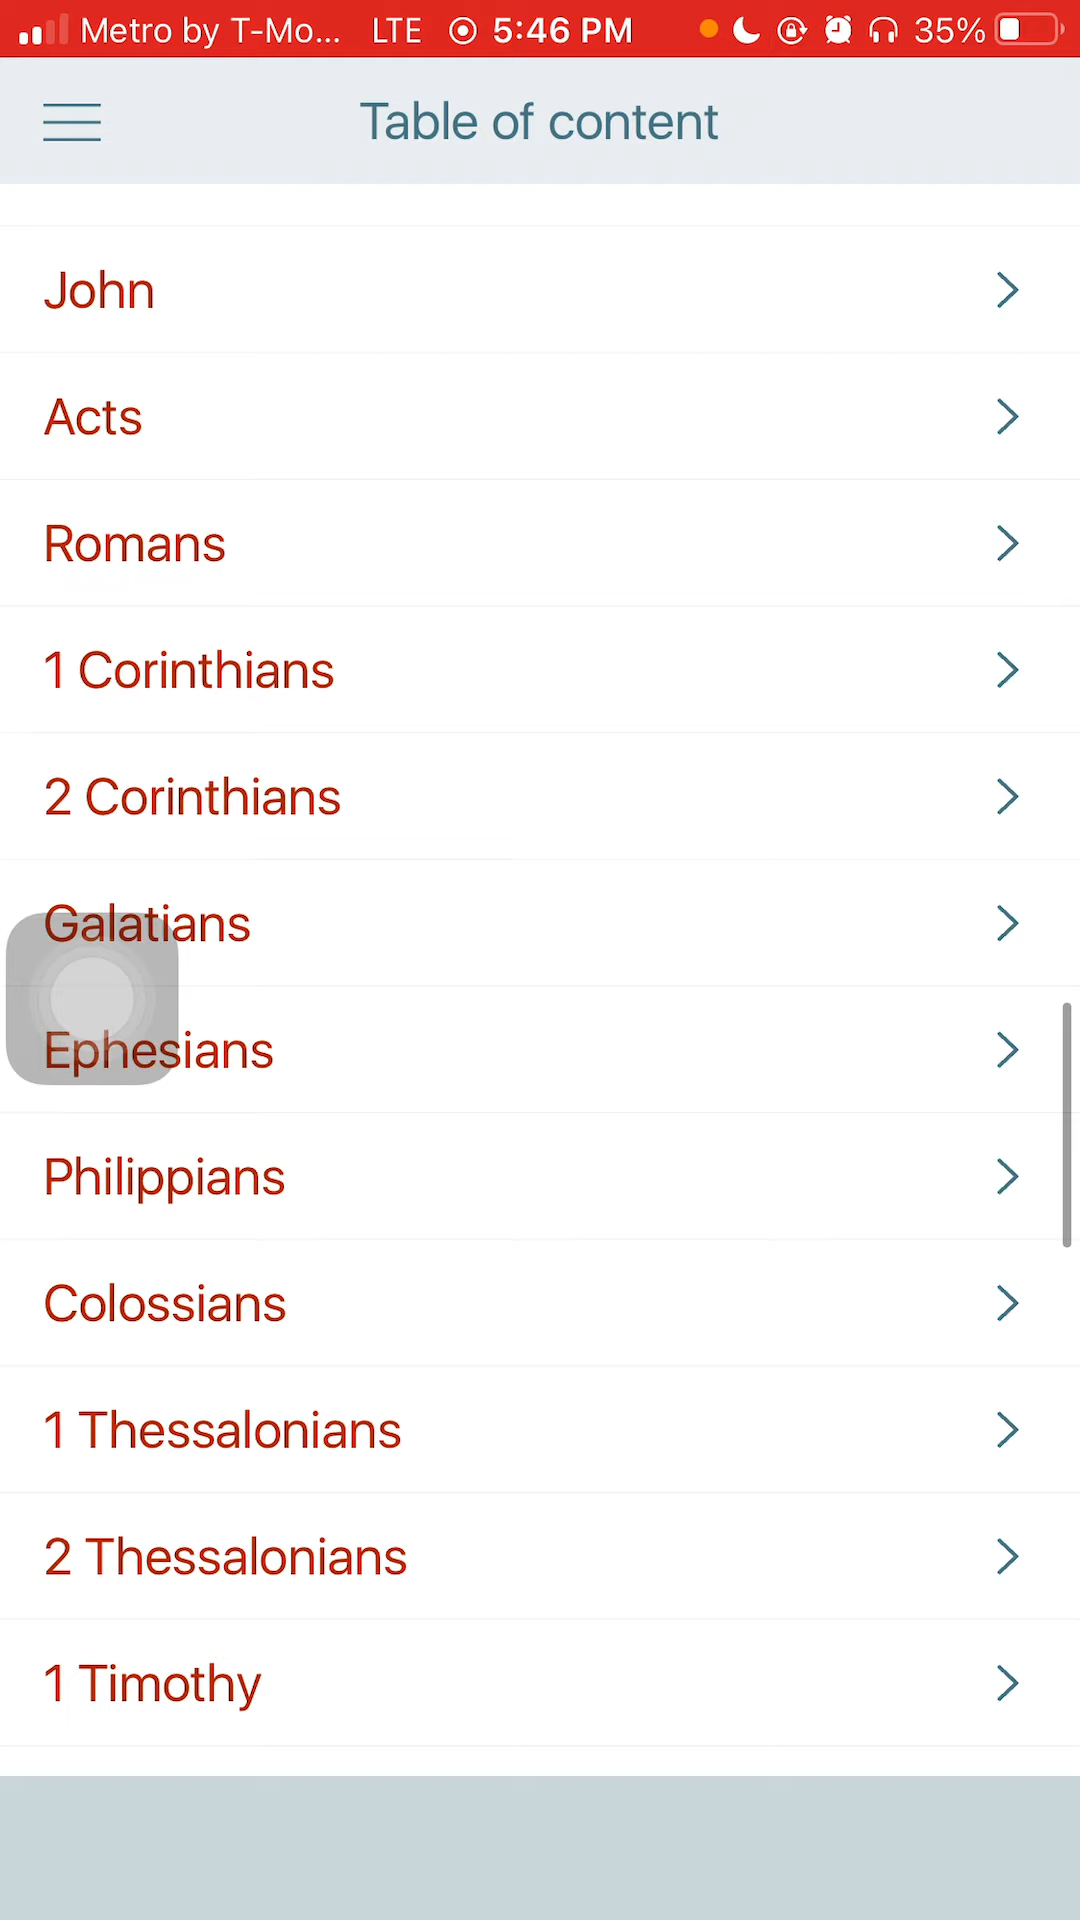 Metro by T-Mo... LTE 5:46 PM 35%
Table of content
John
Acts
Romans
1 Corinthians
2 Corinthians
Galatians
Ephesians
Philippians
Colossians
1 Thessalonians
2 Thessalonians
1 Timothy